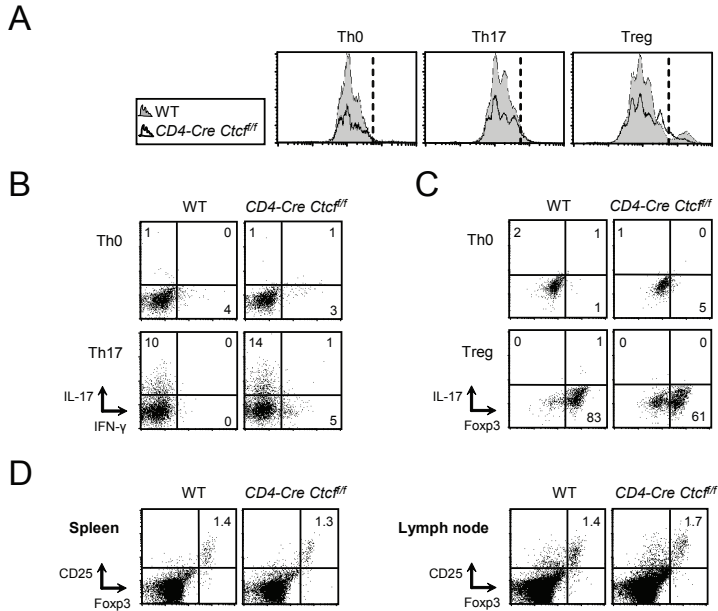 A
Th0 Th17 Treg
WT
CD4-Cre Ctcf^f/f
B
WT CD4-Cre Ctcf^f/f
Th0
1 0 1 1
4 3
Th17
10 0 14 1
0 5
IL-17
IFN-γ
C
WT CD4-Cre Ctcf^f/f
Th0
2 1 1 0
1 5
Treg
0 1 0 0
83 61
IL-17
Foxp3
D
WT CD4-Cre Ctcf^f/f
Spleen
1.4 1.3
CD25
Foxp3
WT CD4-Cre Ctcf^f/f
Lymph node
1.4 1.7
CD25
Foxp3